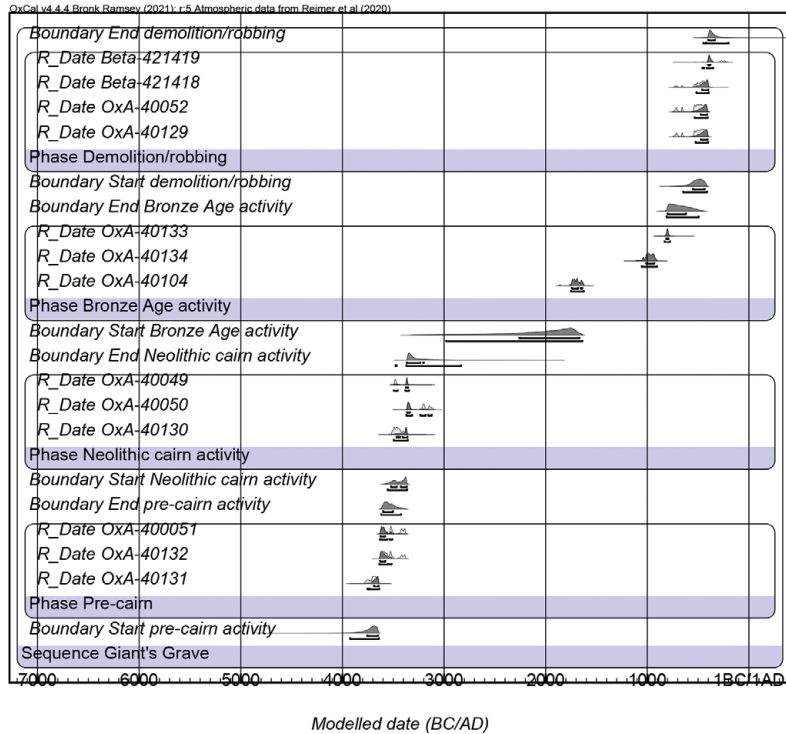 OxCal v4.4.4 Bronk Ramsey (2021); r:5 Atmospheric data from Reimer et al (2020)
Boundary End demolition/robbing
R_Date Beta-421419
R_Date Beta-421418
R_Date OxA-40052
R_Date OxA-40129
Phase Demolition/robbing
Boundary Start demolition/robbing
Boundary End Bronze Age activity
R_Date OxA-40133
R_Date OxA-40134
R_Date OxA-40104
Phase Bronze Age activity
Boundary Start Bronze Age activity
Boundary End Neolithic cairn activity
R_Date OxA-40049
R_Date OxA-40050
R_Date OxA-40130
Phase Neolithic cairn activity
Boundary Start Neolithic cairn activity
Boundary End pre-cairn activity
R_Date OxA-400051
R_Date OxA-40132
R_Date OxA-40131
Phase Pre-cairn
Boundary Start pre-cairn activity
Sequence Giant's Grave
7000 6000 5000 4000 3000 2000 1000 1BC/1AD
Modelled date (BC/AD)